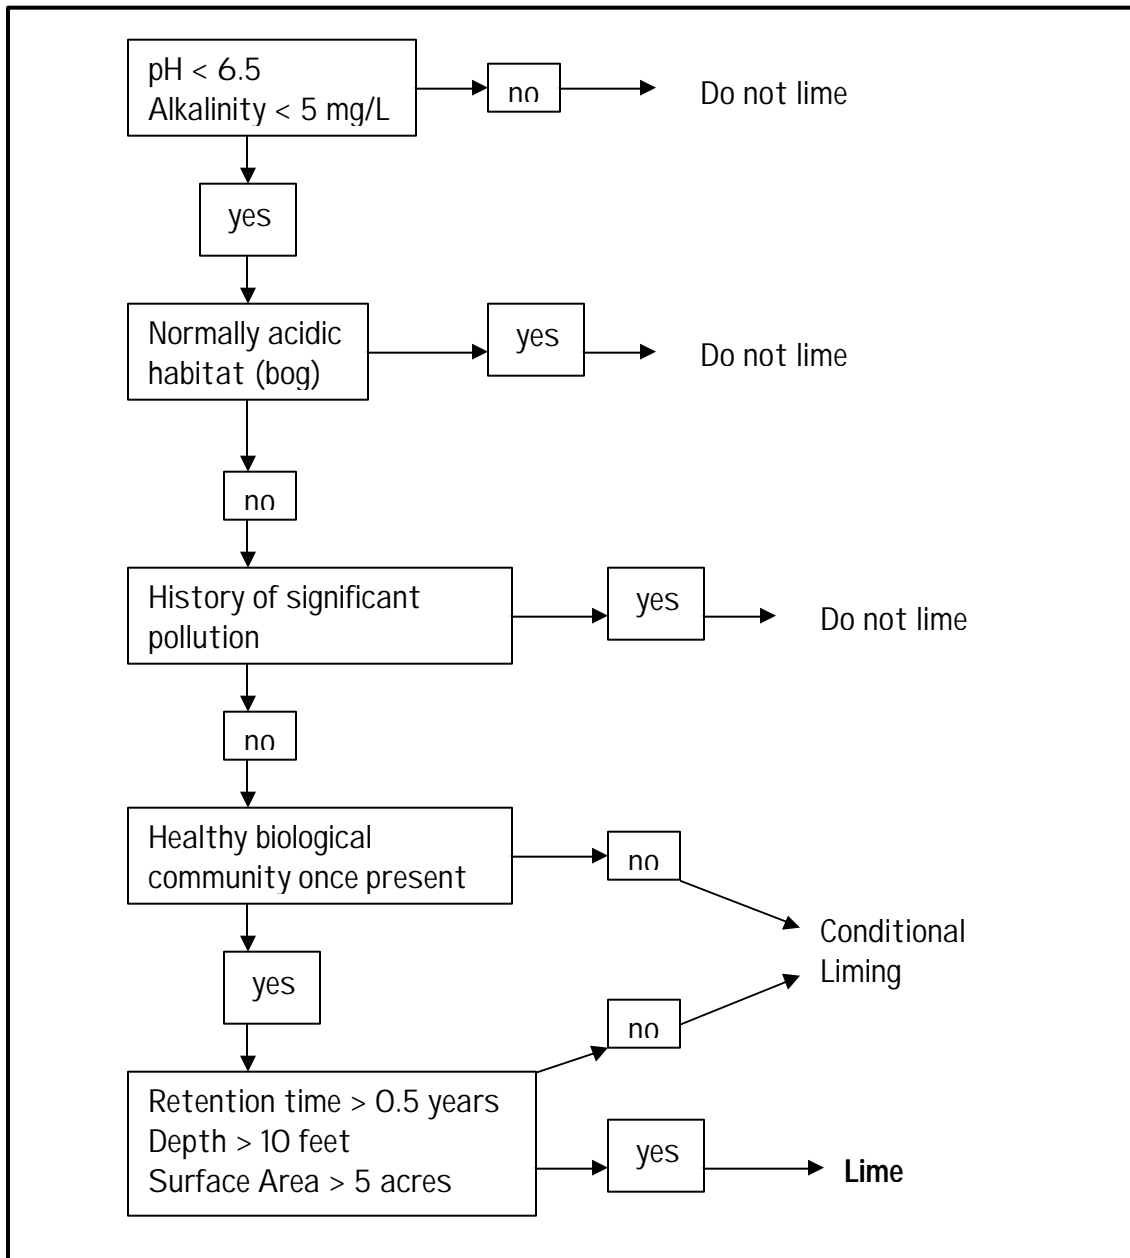 pH < 6.5
Alkalinity < 5 mg/L
no
Do not lime
yes
Normally acidic
habitat (bog)
yes
Do not lime
no
History of significant
pollution
yes
Do not lime
no
Healthy biological
community once present
no
Conditional
Liming
yes
no
Retention time > 0.5 years
Depth > 10 feet
Surface Area > 5 acres
yes
Lime